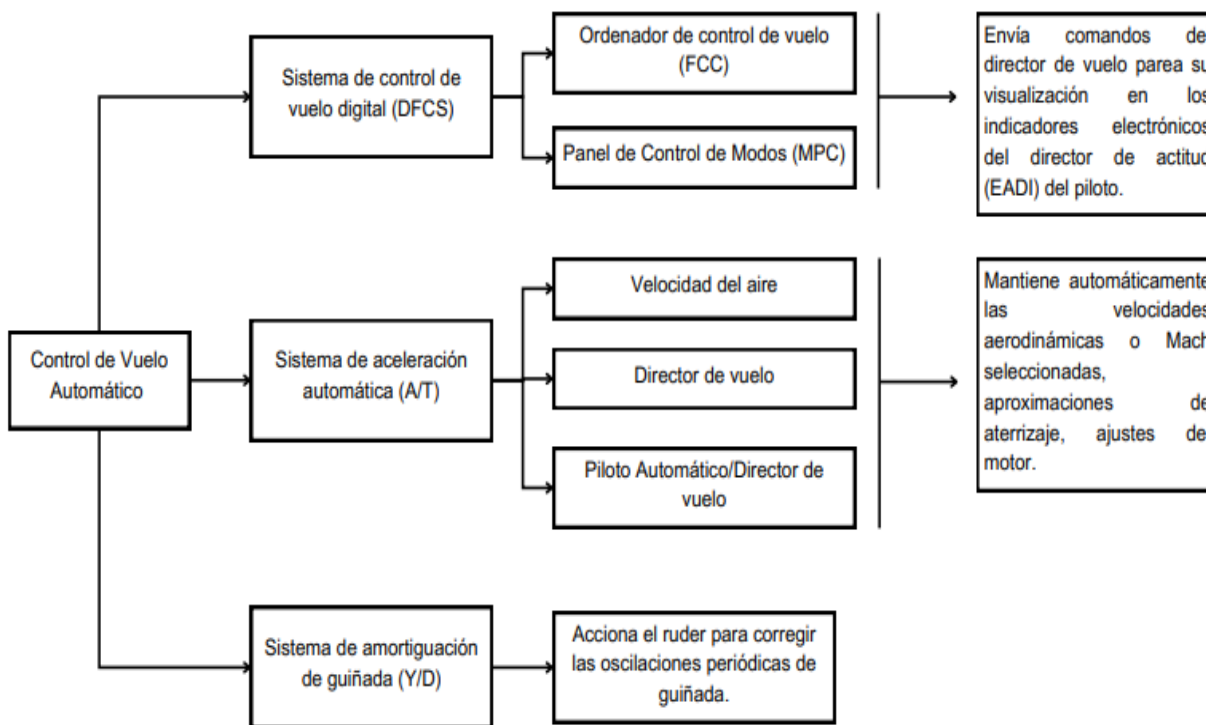 Control de Vuelo
Automático
Sistema de control de
vuelo digital (DFCS)
Ordenador de control de vuelo
(FCC)
Panel de Control de Modos (MPC)
Envía comandos de
director de vuelo parea su
visualización en los
indicadores electrónicos
del director de actitud
(EADI) del piloto.
Sistema de aceleración
automática (A/T)
Velocidad del aire
Director de vuelo
Piloto Automático/Director de
vuelo
Mantiene automáticamente
las velocidades
aerodinámicas o Mach
seleccionadas,
aproximaciones de
aterrizaje, ajustes de
motor.
Sistema de amortiguación
de guiñada (Y/D)
Acciona el ruder para corregir
las oscilaciones periódicas de
guiñada.